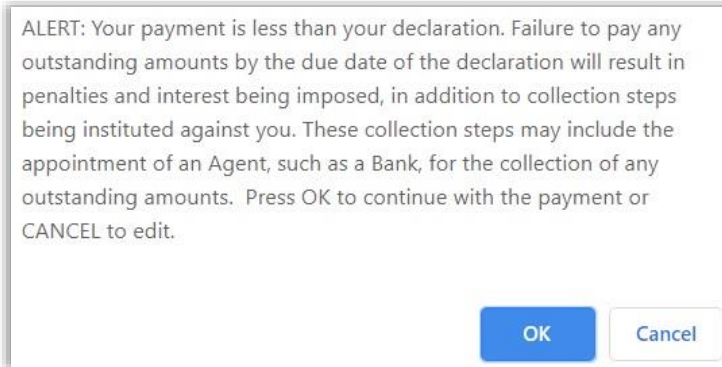 ALERT: Your payment is less than your declaration. Failure to pay any
outstanding amounts by the due date of the declaration will result in
penalties and interest being imposed, in addition to collection steps
being instituted against you. These collection steps may include the
appointment of an Agent, such as a Bank, for the collection of any
outstanding amounts.  Press OK to continue with the payment or
CANCEL to edit.
OK Cancel